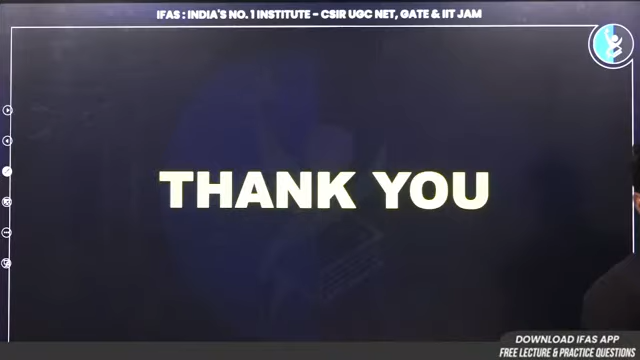 IFAS : INDIA'S NO. 1 INSTITUTE - CSIR UGC NET, GATE & IIT JAM
THANK YOU
DOWNLOAD IFAS APP
FREE LECTURE & PRACTICE QUESTIONS